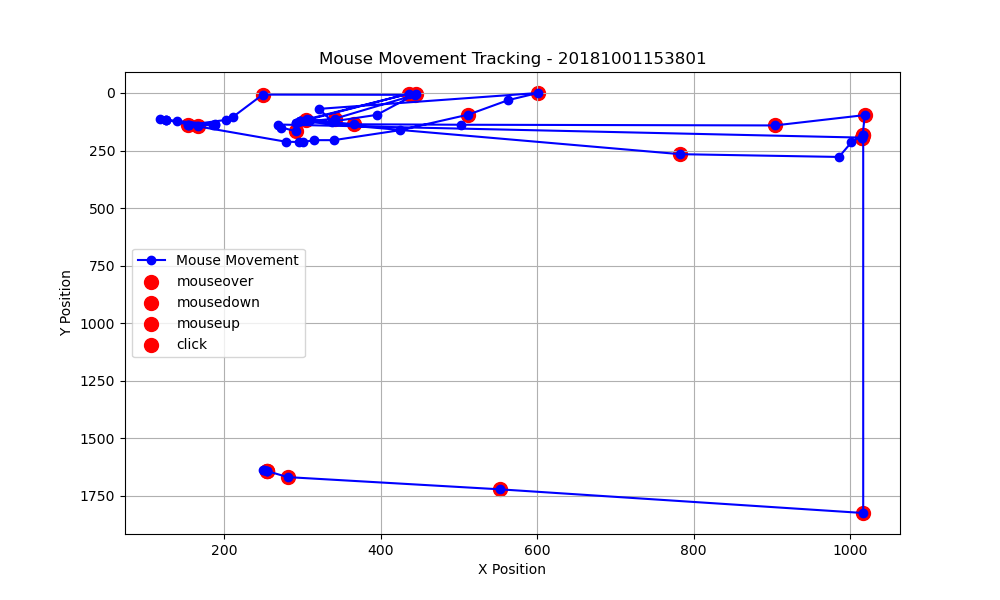 Mouse Movement Tracking - 20181001153801
0
250
500
750
1000
1250
1500
1750
Y Position
Mouse Movement
mouseover
mousedown
mouseup
click
200
400
600
800
1000
X Position